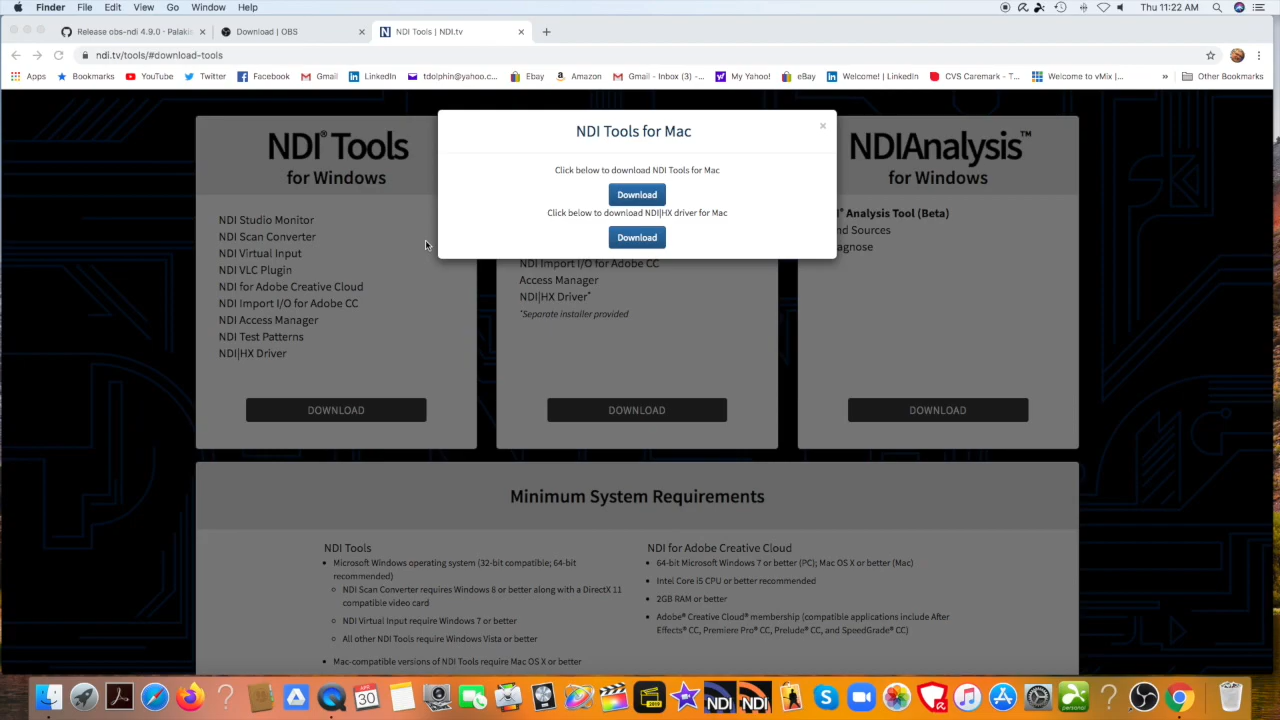 Finder File Edit View Go Window Help Thu 11:22 AM
Release obs-ndi 4.9.0 · Palaki
Download | OBS
NDI Tools | NDI.tv
ndi.tv/tools/#download-tools
Apps Bookmarks YouTube Twitter Facebook Gmail LinkedIn tdolphin@yahoo.c... Ebay Amazon Gmail - Inbox (3) -... My Yahoo! eBay Welcome! | LinkedIn CVS Caremark - T... Welcome to vMix |... » Other Bookmarks
NDI® Tools
for Windows
NDI Studio Monitor
NDI Scan Converter
NDI Virtual Input
NDI VLC Plugin
NDI for Adobe Creative Cloud
NDI Import I/O for Adobe CC
NDI Access Manager
NDI Test Patterns
NDI|HX Driver
DOWNLOAD
NDI Tools for Mac
×
Click below to download NDI Tools for Mac
Download
Click below to download NDI|HX driver for Mac
Download
NDI Import I/O for Adobe CC
Access Manager
NDI|HX Driver*
*Separate installer provided
DOWNLOAD
NDIAnalysis™
for Windows
Analysis Tool (Beta)
Sources
DOWNLOAD
Minimum System Requirements
NDI Tools
• Microsoft Windows operating system (32-bit compatible; 64-bit
recommended)
NDI Scan Converter requires Windows 8 or better along with a DirectX 11
compatible video card
NDI Virtual Input require Windows 7 or better
All other NDI Tools require Windows Vista or better
• Mac-compatible versions of NDI Tools require Mac OS X or better
NDI for Adobe Creative Cloud
• 64-bit Microsoft Windows 7 or better (PC); Mac OS X or better (Mac)
• Intel Core i5 CPU or better recommended
• 2GB RAM or better
• Adobe® Creative Cloud® membership (compatible applications include After
Effects® CC, Premiere Pro® CC, Prelude® CC, and SpeedGrade® CC)
APR
30
2019
NDI
NDI
personal